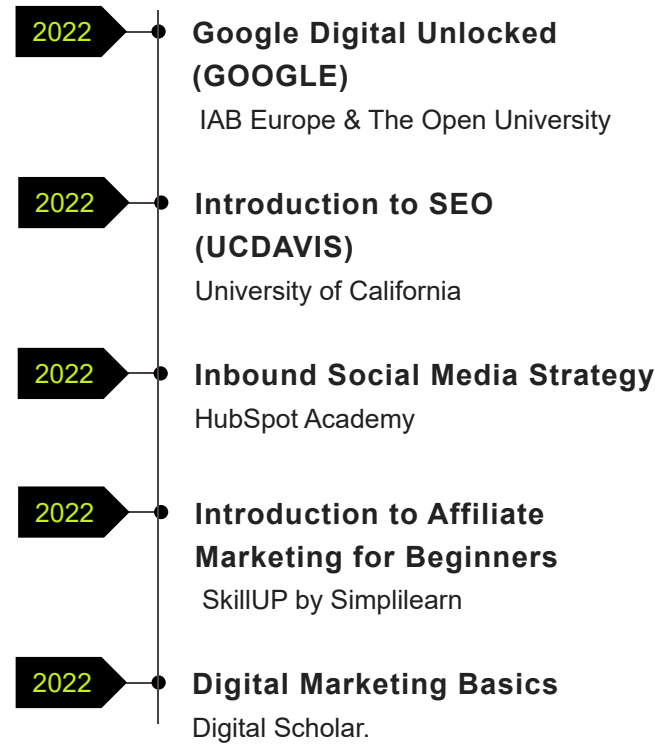 2022
Google Digital Unlocked
(GOOGLE)
IAB Europe & The Open University
2022
Introduction to SEO
(UCDAVIS)
University of California
2022
Inbound Social Media Strategy
HubSpot Academy
2022
Introduction to Affiliate
Marketing for Beginners
SkillUP by Simplilearn
2022
Digital Marketing Basics
Digital Scholar.